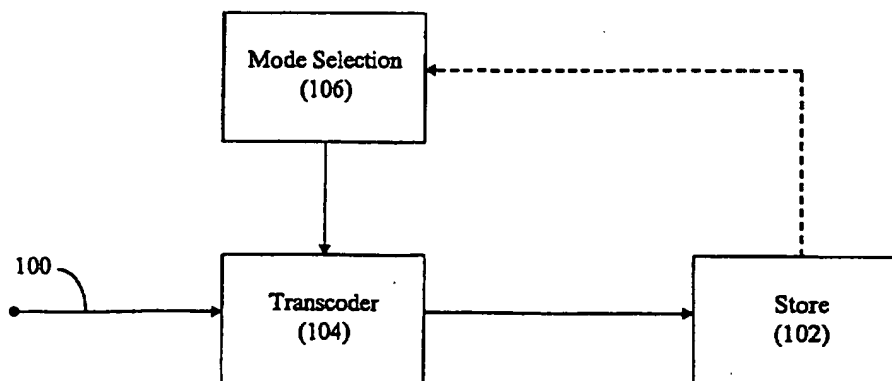 Mode Selection
(106)
100
Transcoder
(104)
Store
(102)